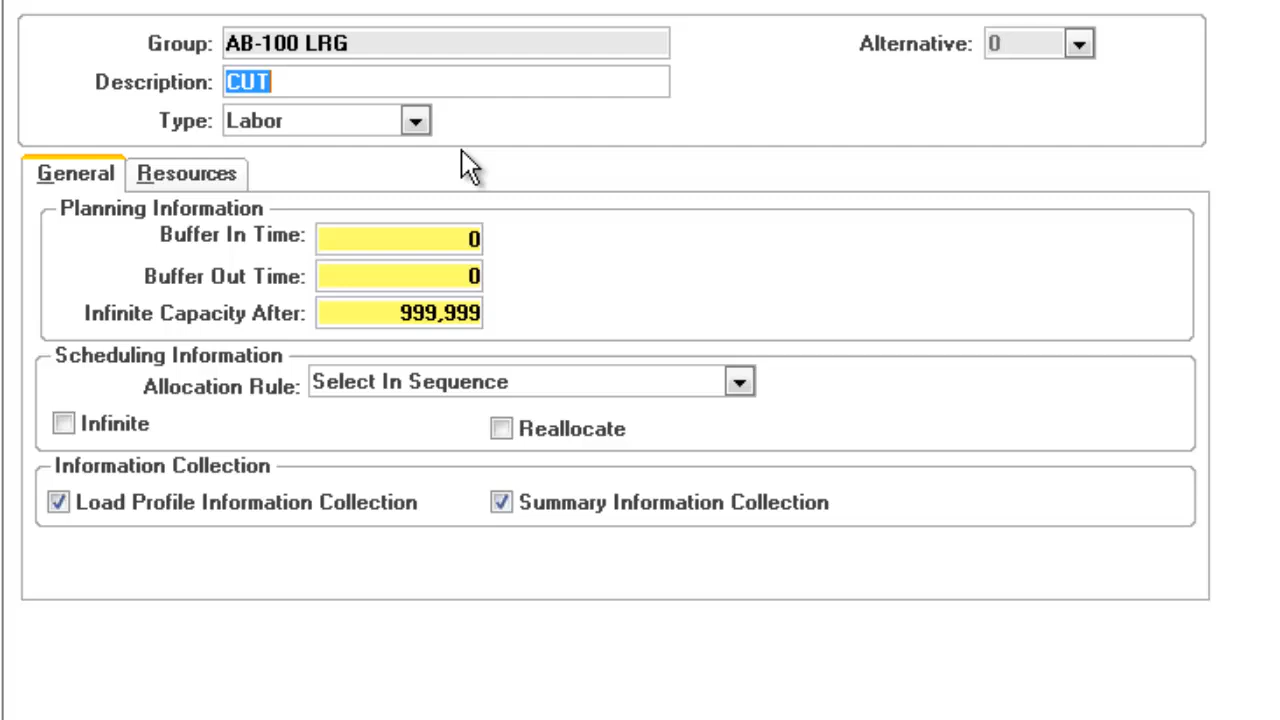 Group: AB-100 LRG Alternative: 0
Description: CUT
Type: Labor
General Resources
Planning Information
Buffer In Time: 0
Buffer Out Time: 0
Infinite Capacity After: 999,999
Scheduling Information
Allocation Rule: Select In Sequence
Infinite Reallocate
Information Collection
Load Profile Information Collection Summary Information Collection